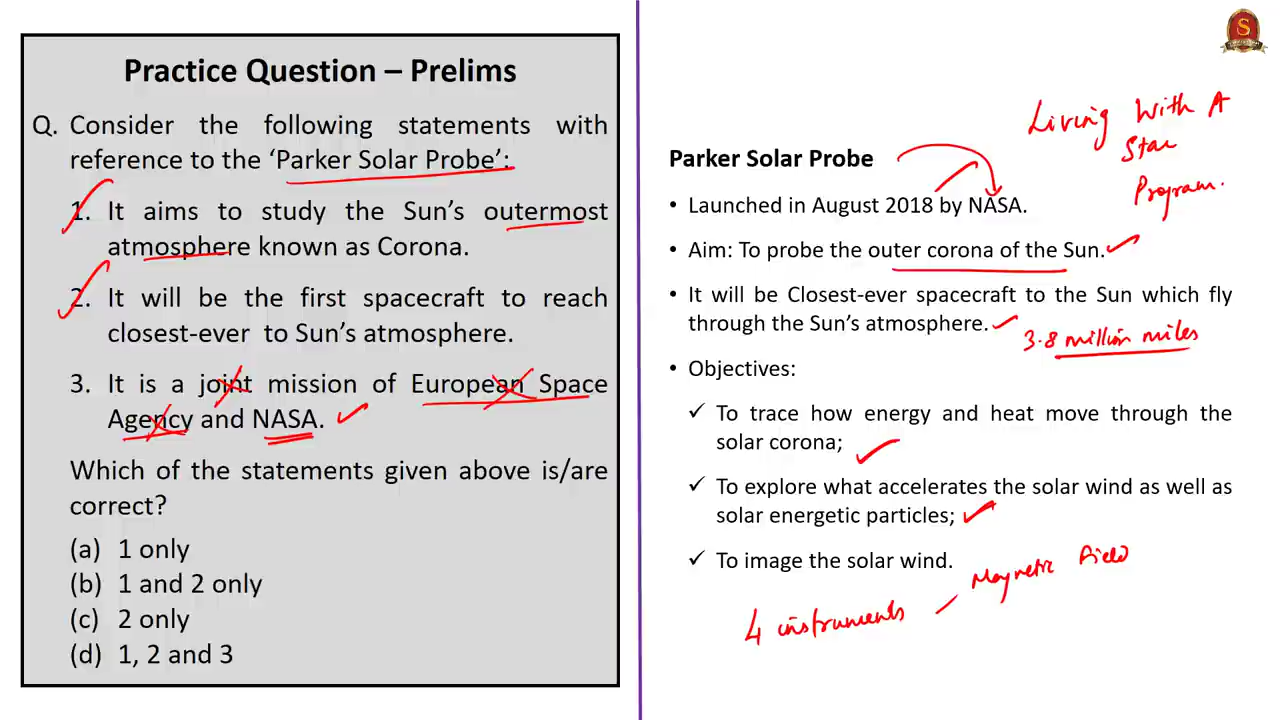 Practice Question – Prelims
Q. Consider the following statements with
reference to the ‘Parker Solar Probe’:
1. It aims to study the Sun’s outermost
atmosphere known as Corona.
2. It will be the first spacecraft to reach
closest-ever to Sun’s atmosphere.
3. It is a joint mission of European Space
Agency and NASA.
Which of the statements given above is/are
correct?
(a) 1 only
(b) 1 and 2 only
(c) 2 only
(d) 1, 2 and 3
S
Living With A
Star
Program.
Parker Solar Probe
• Launched in August 2018 by NASA.
• Aim: To probe the outer corona of the Sun.
• It will be Closest-ever spacecraft to the Sun which fly
through the Sun’s atmosphere.
3.8 million miles
• Objectives:
✓ To trace how energy and heat move through the
solar corona;
✓ To explore what accelerates the solar wind as well as
solar energetic particles;
✓ To image the solar wind.
Magnetic Field
4 instruments